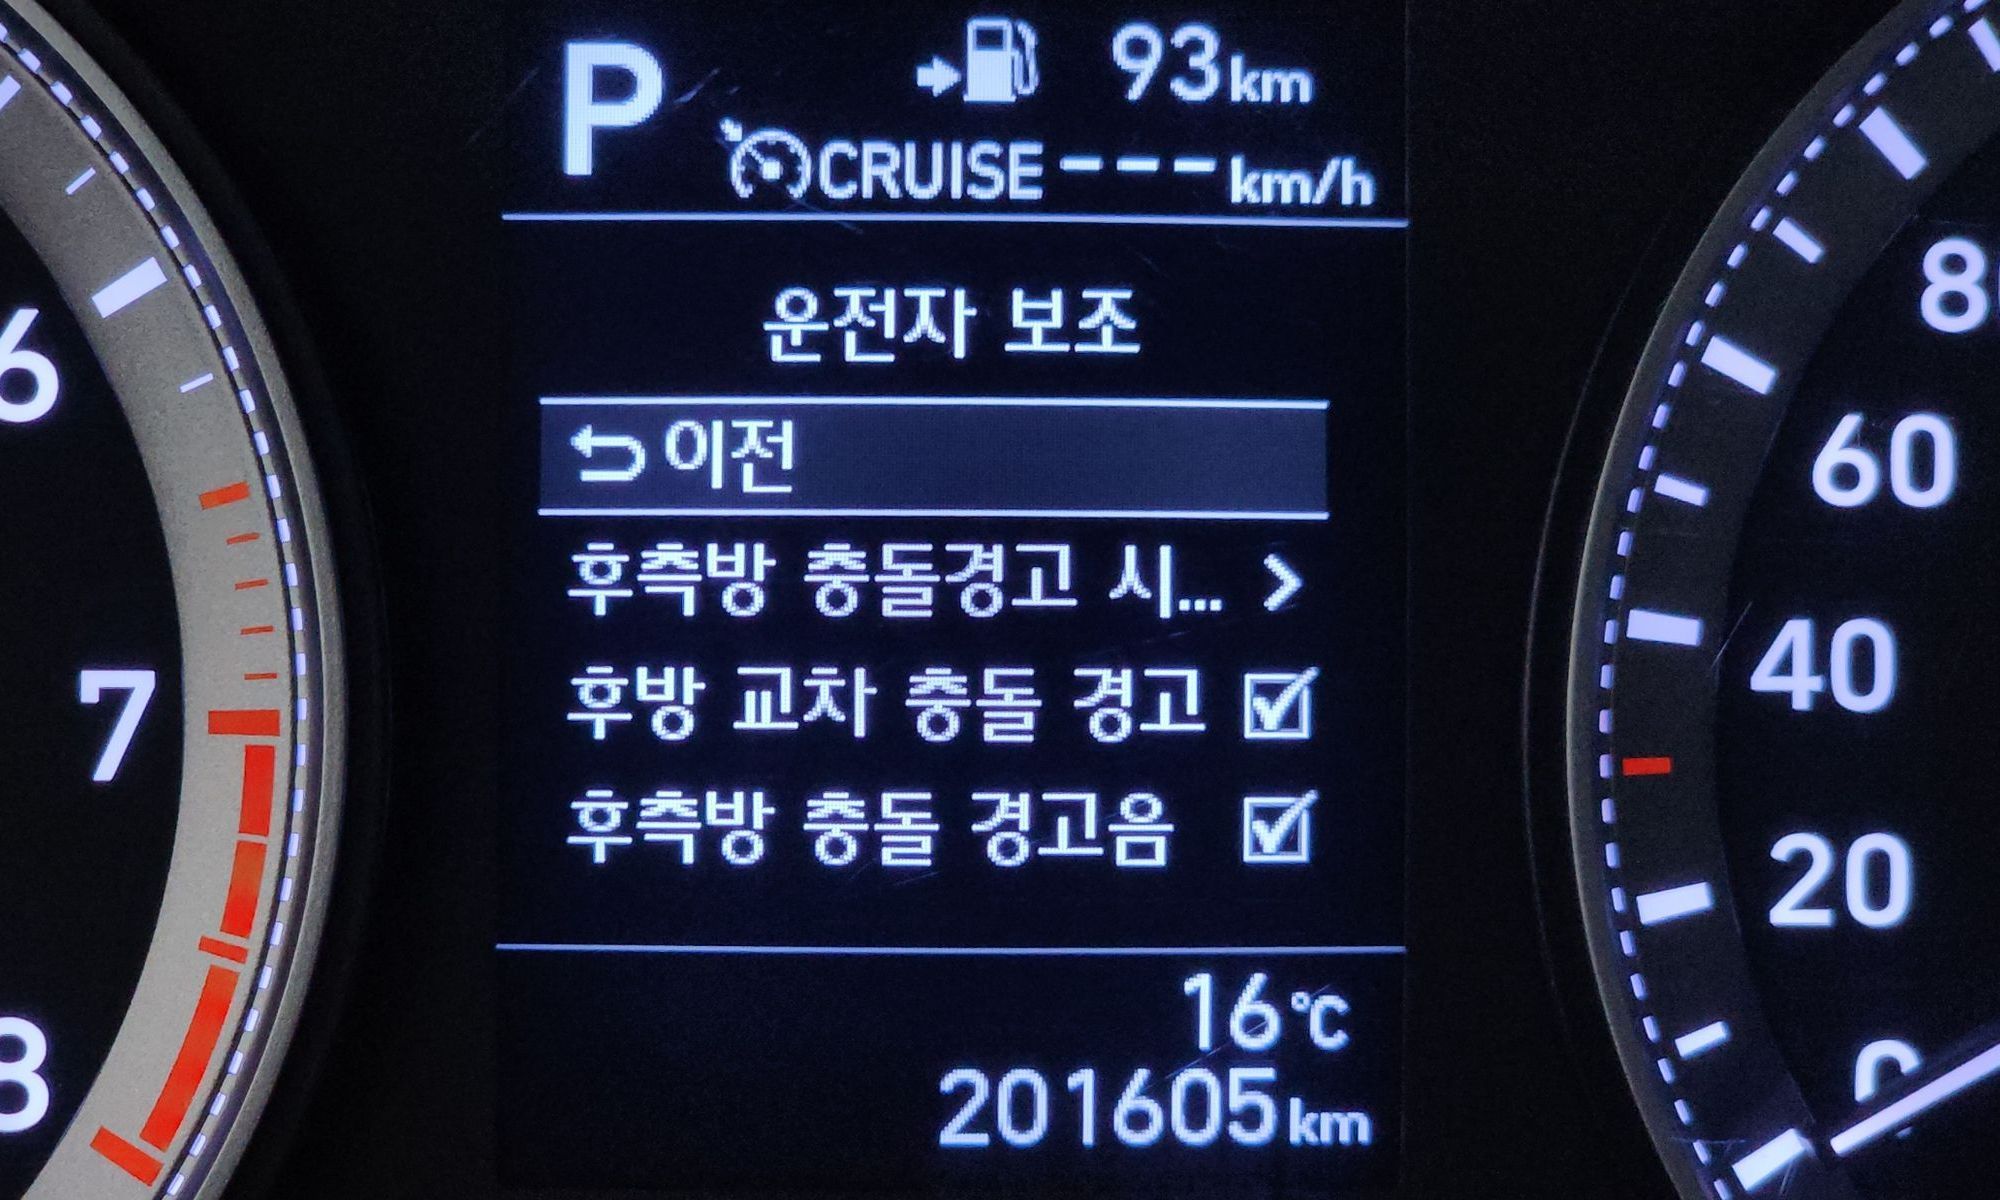 P 93km
CRUISE ---km/h
운전자 보조
이전
후측방 충돌경고 시...
후방 교차 충돌 경고
후측방 충돌 경고음
16°C
201605km
6
7
8
80
60
40
20
0